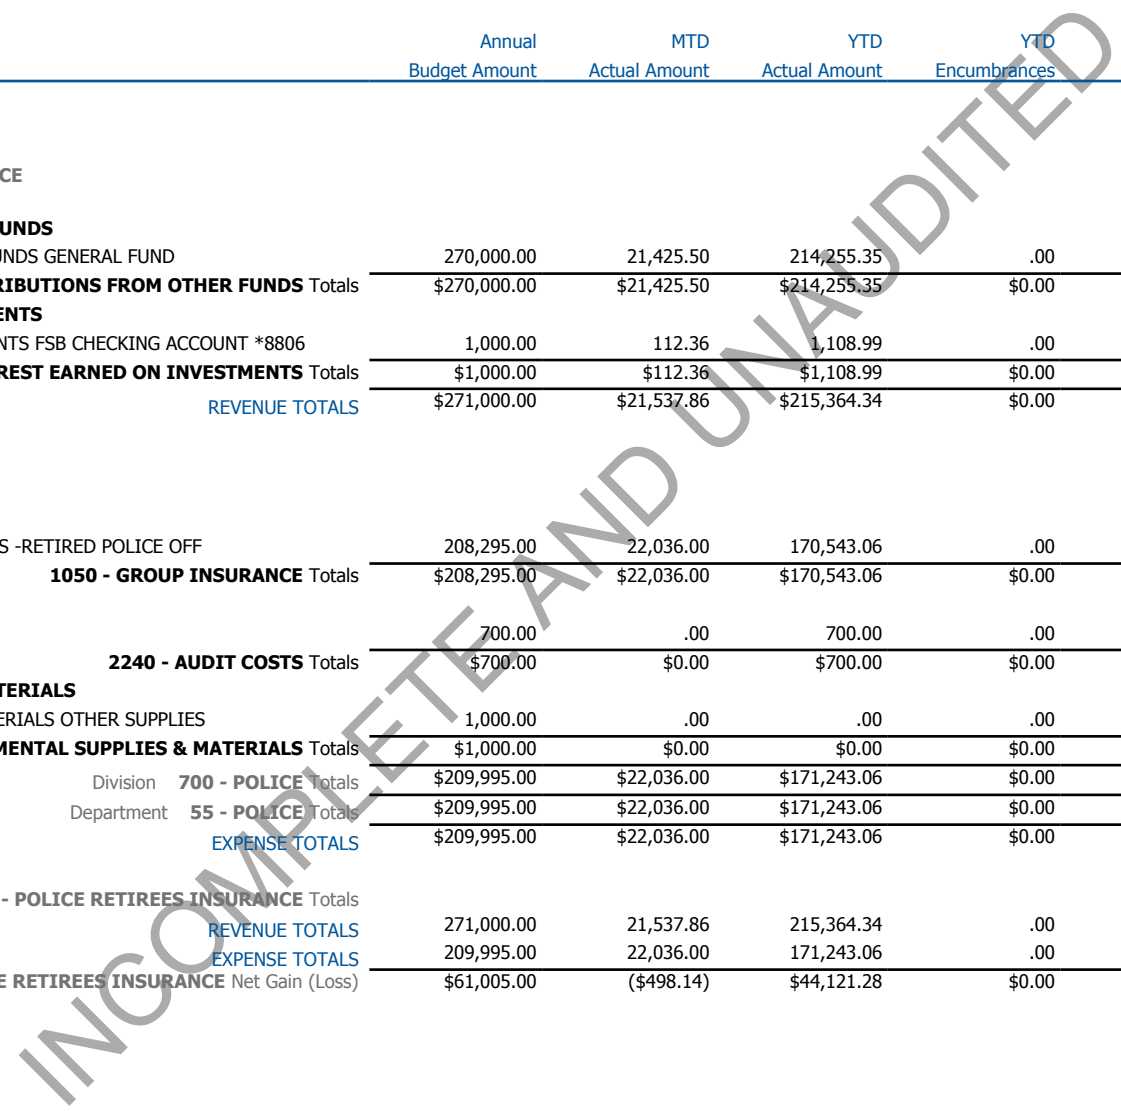 Annual MTD YTD YTD
Budget Amount Actual Amount Actual Amount Encumbrances
CE
UNDS
UNDS GENERAL FUND 270,000.00 21,425.50 214,255.35 .00
RIBUTIONS FROM OTHER FUNDS Totals $270,000.00 $21,425.50 $214,255.35 $0.00
ENTS
NTS FSB CHECKING ACCOUNT *8806 1,000.00 112.36 1,108.99 .00
REST EARNED ON INVESTMENTS Totals $1,000.00 $112.36 $1,108.99 $0.00
REVENUE TOTALS $271,000.00 $21,537.86 $215,364.34 $0.00
S -RETIRED POLICE OFF 208,295.00 22,036.00 170,543.06 .00
1050 - GROUP INSURANCE Totals $208,295.00 $22,036.00 $170,543.06 $0.00
700.00 .00 700.00 .00
2240 - AUDIT COSTS Totals $700.00 $0.00 $700.00 $0.00
TERIALS
ERIALS OTHER SUPPLIES 1,000.00 .00 .00 .00
MENTAL SUPPLIES & MATERIALS Totals $1,000.00 $0.00 $0.00 $0.00
Division 700 - POLICE Totals $209,995.00 $22,036.00 $171,243.06 $0.00
Department 55 - POLICE Totals $209,995.00 $22,036.00 $171,243.06 $0.00
EXPENSE TOTALS $209,995.00 $22,036.00 $171,243.06 $0.00
- POLICE RETIREES INSURANCE Totals
REVENUE TOTALS 271,000.00 21,537.86 215,364.34 .00
EXPENSE TOTALS 209,995.00 22,036.00 171,243.06 .00
E RETIREES INSURANCE Net Gain (Loss) $61,005.00 ($498.14) $44,121.28 $0.00
INCOMPLETE AND UNAUDITED